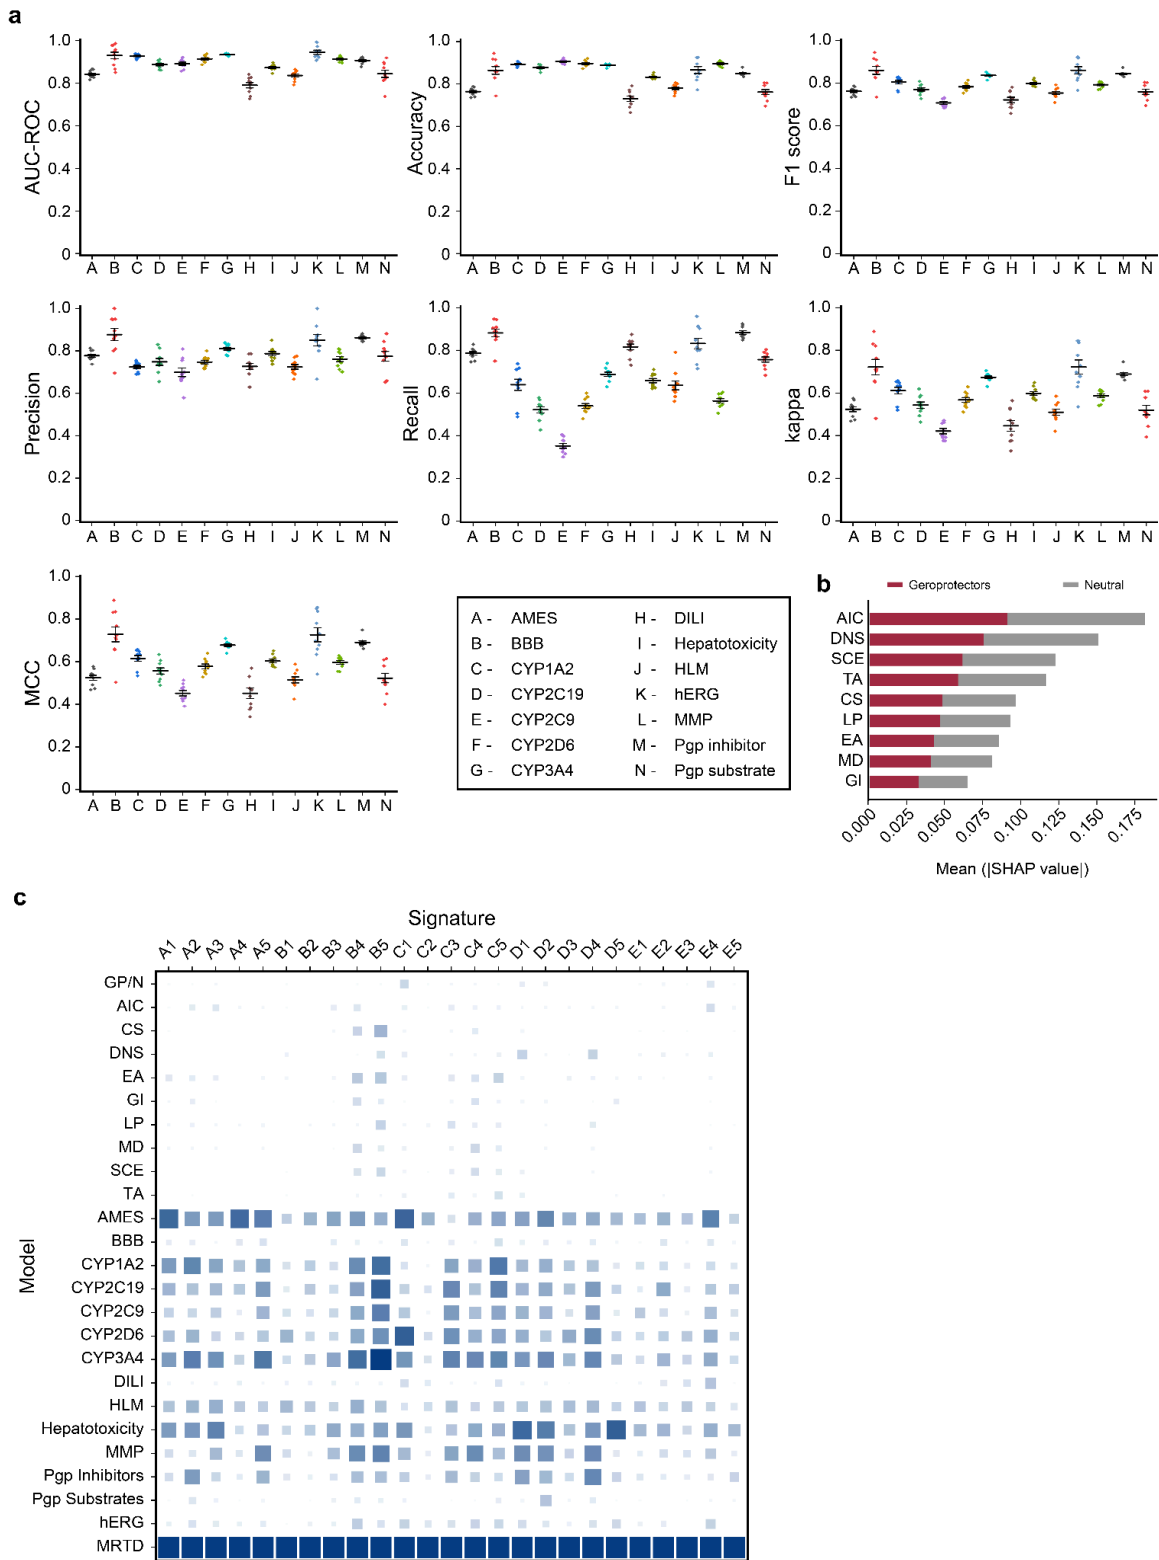 a
AUC-ROC
1.0
0.8
0.6
0.4
0.2
0
A B C D E F G H I J K L M N
Accuracy
1.0
0.8
0.6
0.4
0.2
0
A B C D E F G H I J K L M N
F1 score
1.0
0.8
0.6
0.4
0.2
0
A B C D E F G H I J K L M N
Precision
1.0
0.8
0.6
0.4
0.2
0
A B C D E F G H I J K L M N
Recall
1.0
0.8
0.6
0.4
0.2
0
A B C D E F G H I J K L M N
kappa
1.0
0.8
0.6
0.4
0.2
0
A B C D E F G H I J K L M N
MCC
1.0
0.8
0.6
0.4
0.2
0
A B C D E F G H I J K L M N
A - AMES
B - BBB
C - CYP1A2
D - CYP2C19
E - CYP2C9
F - CYP2D6
G - CYP3A4
H - DILI
I - Hepatotoxicity
J - HLM
K - hERG
L - MMP
M - Pgp inhibitor
N - Pgp substrate
b
Geroprotectors Neutral
AIC
DNS
SCE
TA
CS
LP
EA
MD
GI
0.000 0.025 0.050 0.075 0.100 0.125 0.150 0.175
Mean (|SHAP value|)
c
Signature
A1 A2 A3 A4 A5 B1 B2 B3 B4 B5 C1 C2 C3 C4 C5 D1 D2 D3 D4 D5 E1 E2 E3 E4 E5
Model
GP/N
AIC
CS
DNS
EA
GI
LP
MD
SCE
TA
AMES
BBB
CYP1A2
CYP2C19
CYP2C9
CYP2D6
CYP3A4
DILI
HLM
Hepatotoxicity
MMP
Pgp Inhibitors
Pgp Substrates
hERG
MRTD